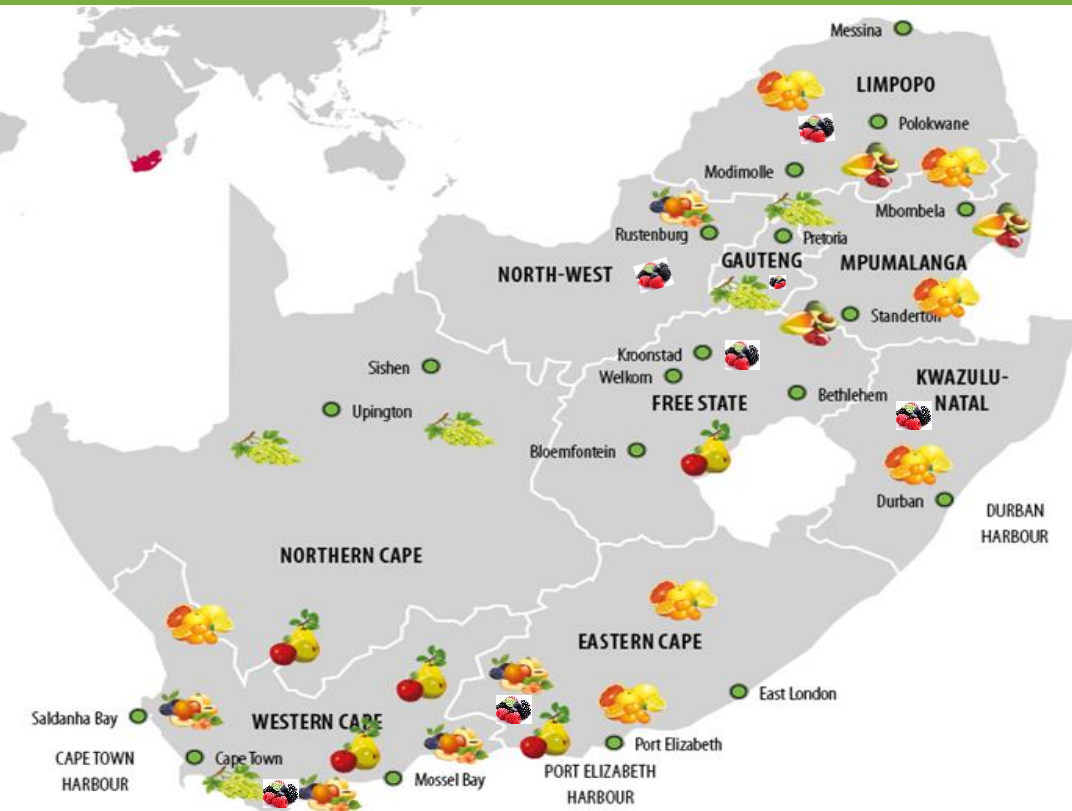 Messina
LIMPOPO
Polokwane
Modimolle
Mbombela
Rustenburg
Pretoria
GAUTENG
MPUMALANGA
NORTH-WEST
Standerton
Kroonstad
Sishen
Welkom
KWAZULU-
NATAL
Bethlehem
FREE STATE
Upington
Bloemfontein
Durban
DURBAN
HARBOUR
NORTHERN CAPE
EASTERN CAPE
East London
Saldanha Bay
WESTERN CAPE
Port Elizabeth
CAPE TOWN
HARBOUR
Cape Town
Mossel Bay
PORT ELIZABETH
HARBOUR